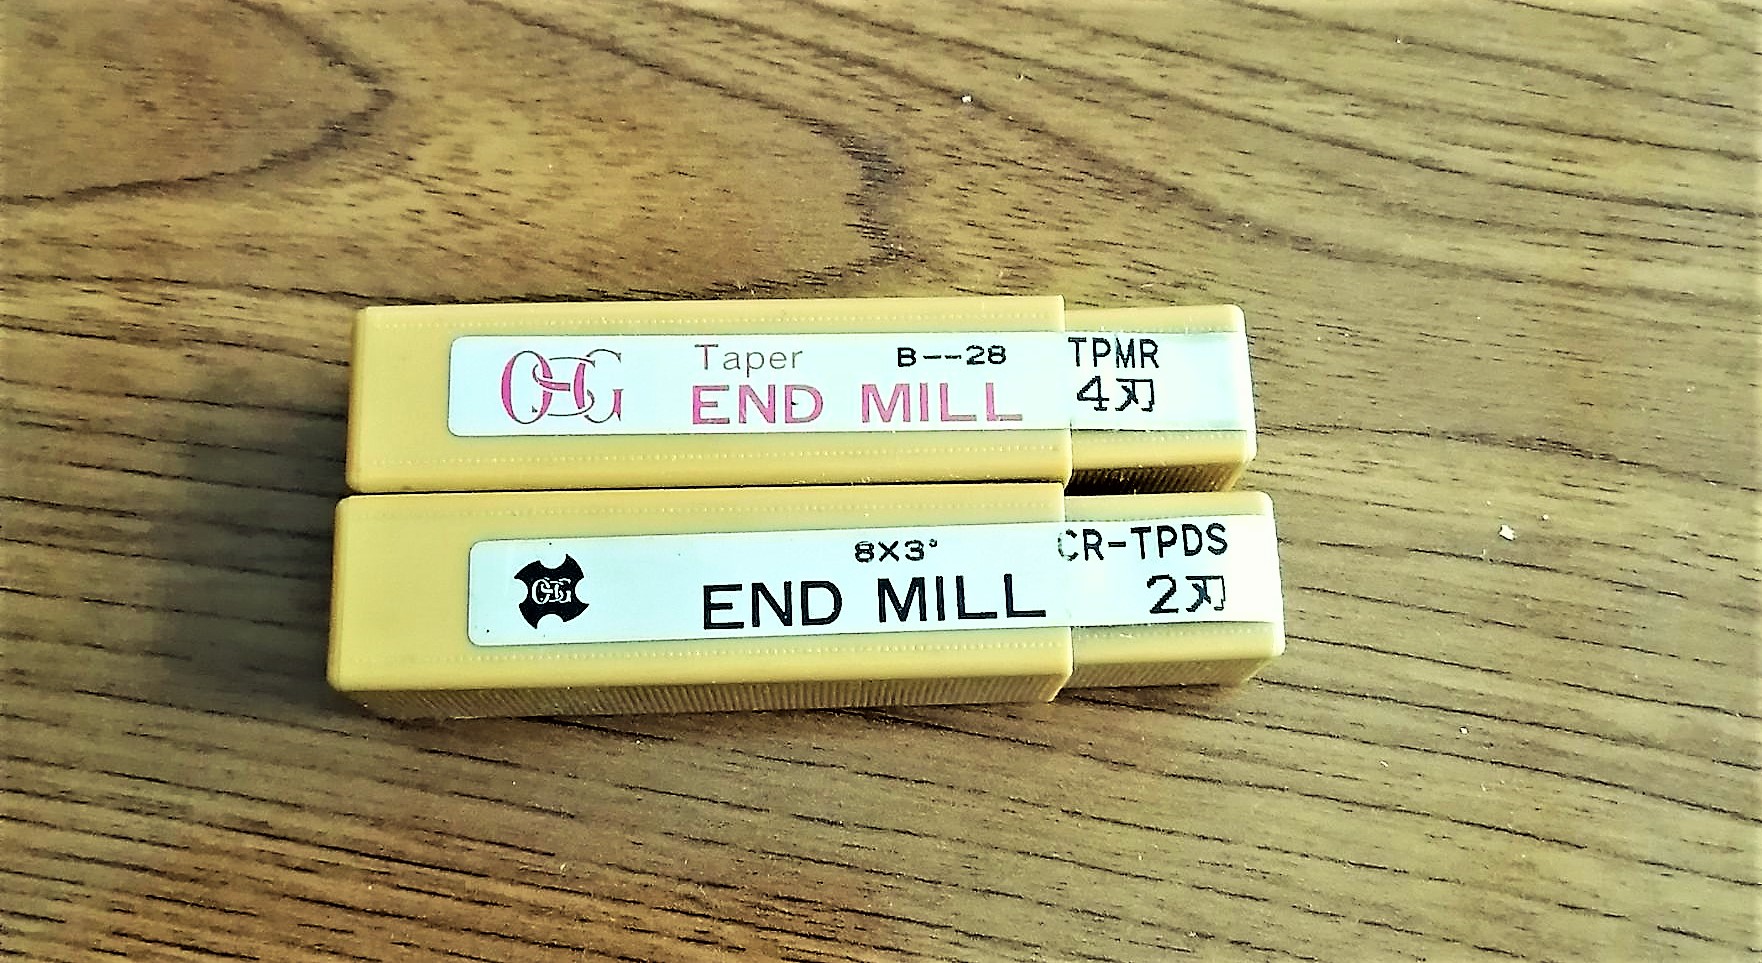 OSG Taper B--28 TPMR
END MILL 4刃
OSG 8X3° CR-TPDS
END MILL 2刃